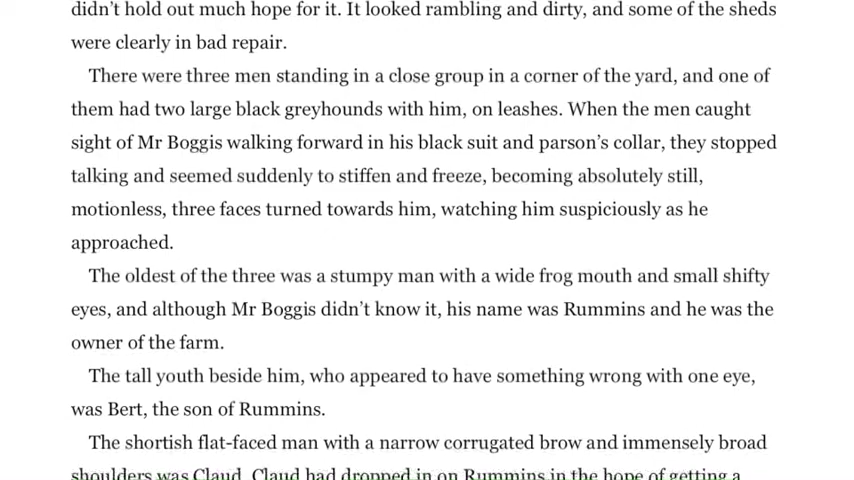 didn’t hold out much hope for it. It looked rambling and dirty, and some of the sheds
were clearly in bad repair.
There were three men standing in a close group in a corner of the yard, and one of
them had two large black greyhounds with him, on leashes. When the men caught
sight of Mr Boggis walking forward in his black suit and parson’s collar, they stopped
talking and seemed suddenly to stiffen and freeze, becoming absolutely still,
motionless, three faces turned towards him, watching him suspiciously as he
approached.
The oldest of the three was a stumpy man with a wide frog mouth and small shifty
eyes, and although Mr Boggis didn’t know it, his name was Rummins and he was the
owner of the farm.
The tall youth beside him, who appeared to have something wrong with one eye,
was Bert, the son of Rummins.
The shortish flat-faced man with a narrow corrugated brow and immensely broad
shoulders was Claud. Claud had dropped in on Rummins in the hope of getting a